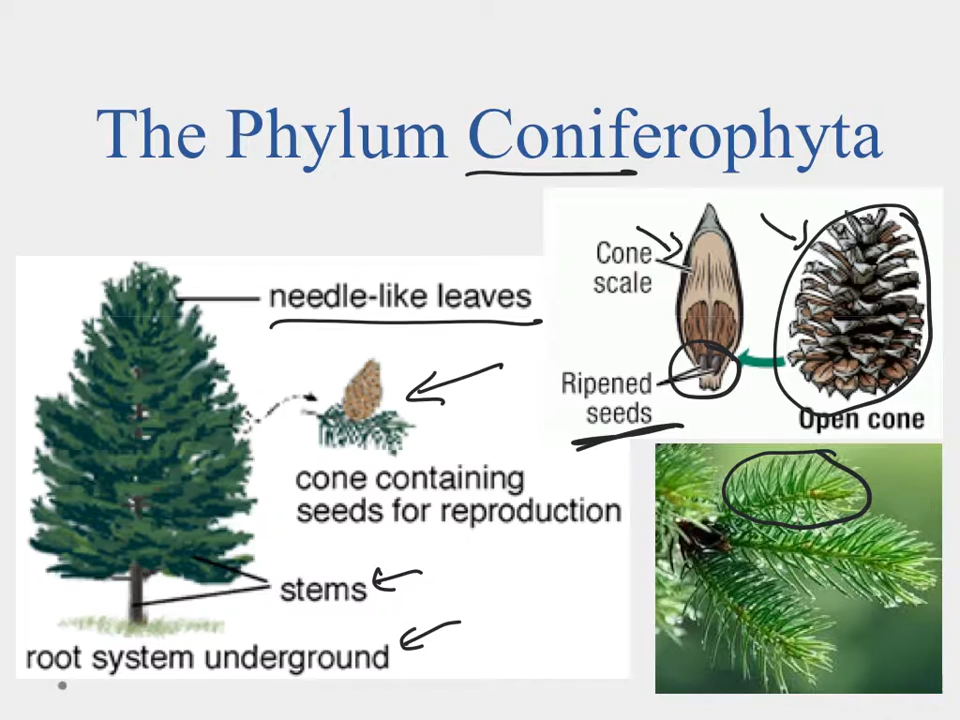 The Phylum Coniferophyta
needle-like leaves
cone containing
seeds for reproduction
stems
root system underground
Cone
scale
Ripened
seeds
Open cone